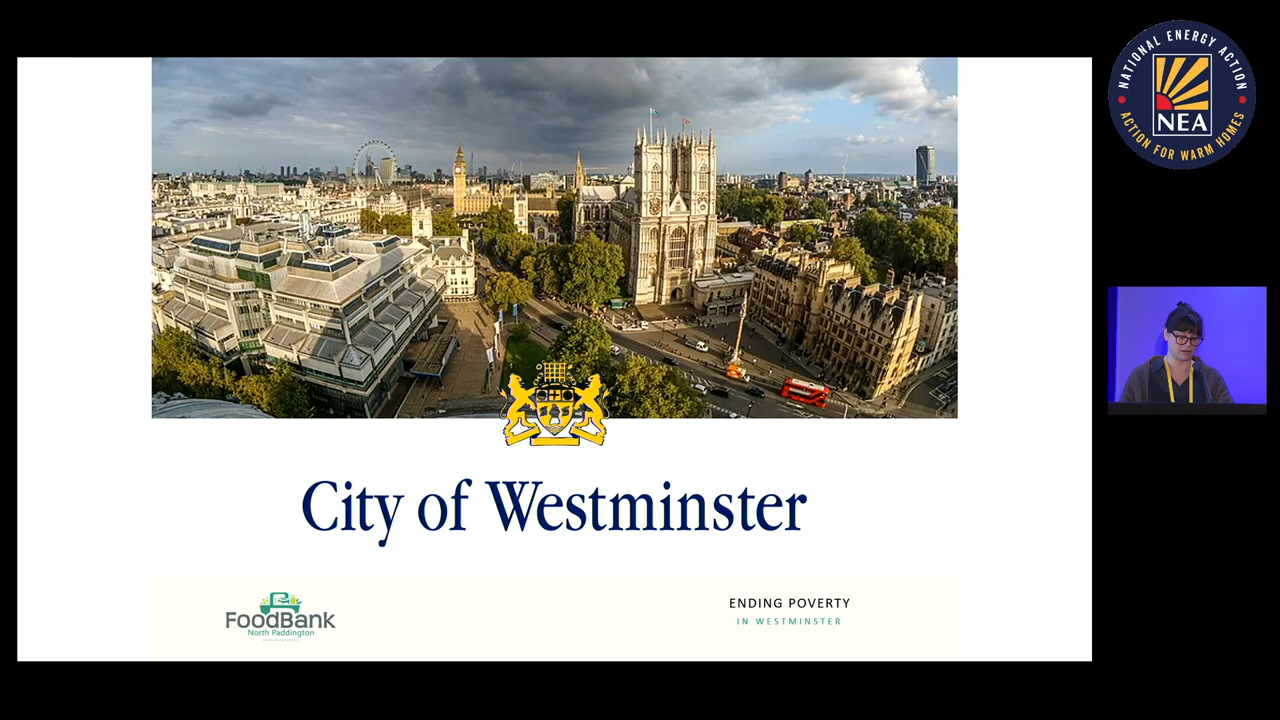 City of Westminster
FoodBank
North Paddington
ENDING POVERTY
IN WESTMINSTER
NATIONAL ENERGY ACTION
NEA
ACTION FOR WARM HOMES